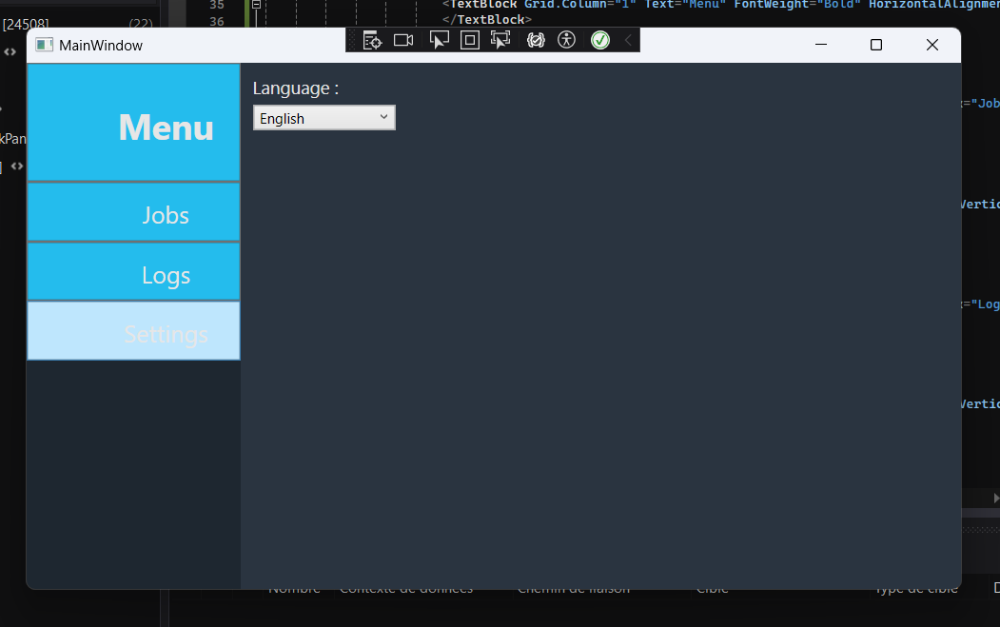 35
<TextBlock Grid.Column="1" Text="Menu" FontWeight="Bold" HorizontalAlignmen
[24508]
(22)
36
</TextBlock>
MainWindow
Menu
Language :
English
="Job
kPan
Jobs
Vertic
Logs
="Log
Settings
Vertic
Nombre
Contexte de données
Chemin de liaison
Cible
Type de cible
D